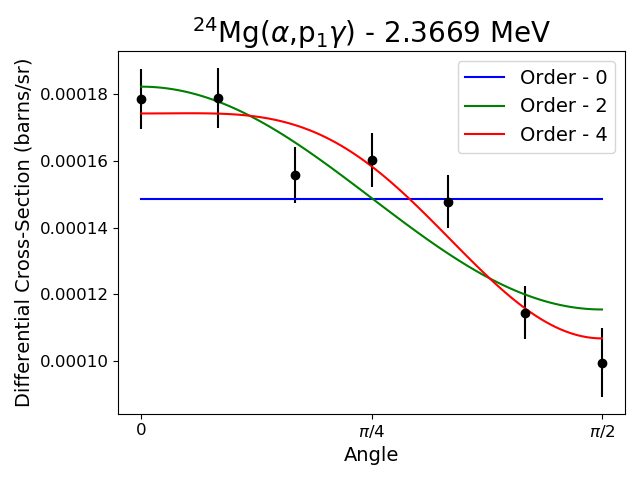 ²⁴Mg(α,p₁γ) - 2.3669 MeV
Differential Cross-Section (barns/sr)
0.00018
0.00016
0.00014
0.00012
0.00010
Order - 0
Order - 2
Order - 4
0
π/4
π/2
Angle